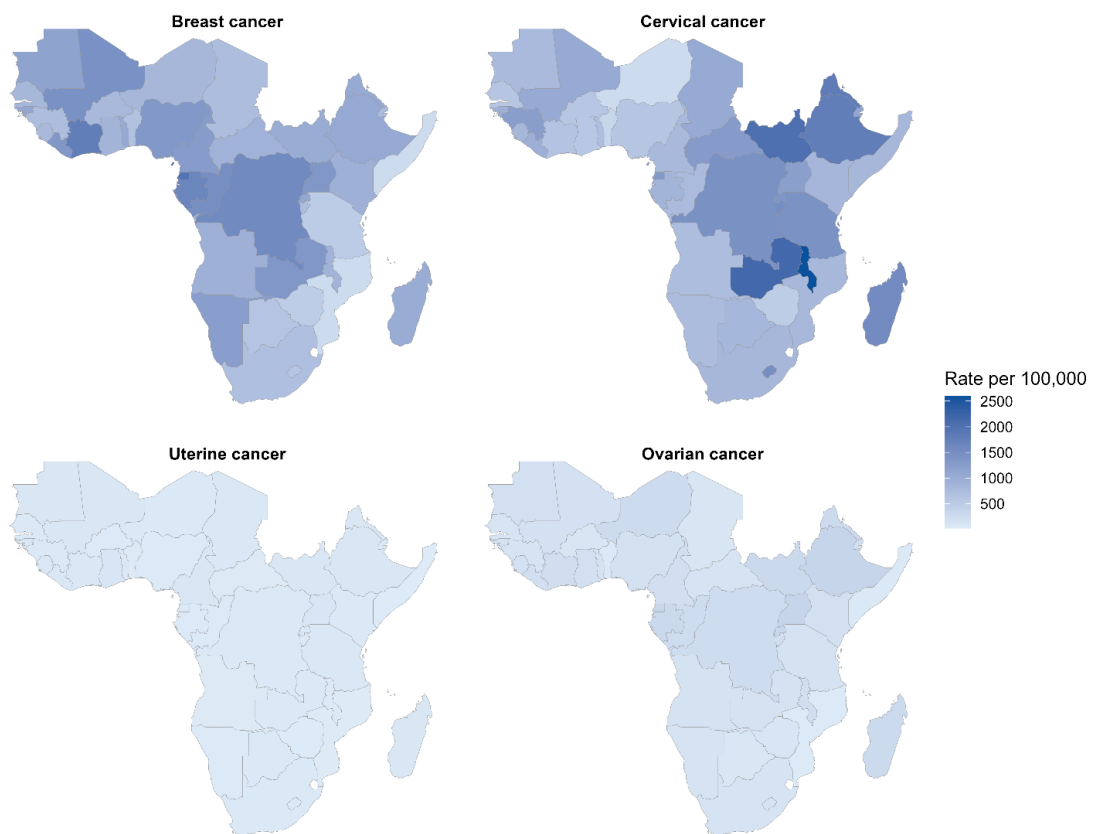 Breast cancer
Cervical cancer
Rate per 100,000
2500
2000
1500
1000
500
Uterine cancer
Ovarian cancer